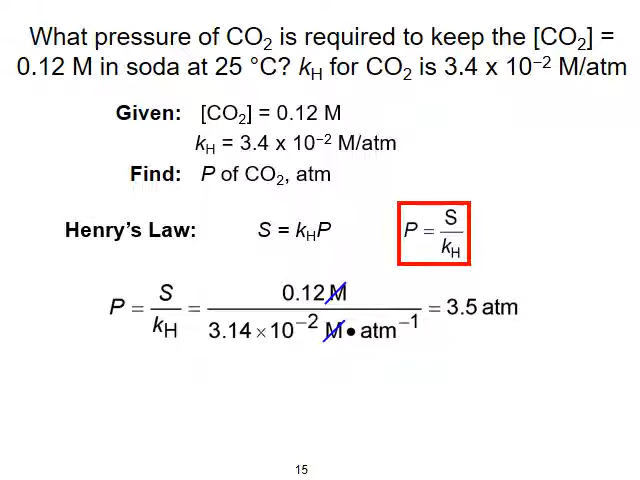 What pressure of CO₂ is required to keep the [CO₂] =
0.12 M in soda at 25 °C? kH for CO₂ is 3.4 x 10⁻² M/atm
Given: [CO₂] = 0.12 M
kH = 3.4 x 10⁻² M/atm
Find: P of CO₂, atm
Henry's Law: S = kHP P = S/kH
P = S/kH = 0.12 M / 3.14 × 10⁻² M • atm⁻¹ = 3.5 atm
15